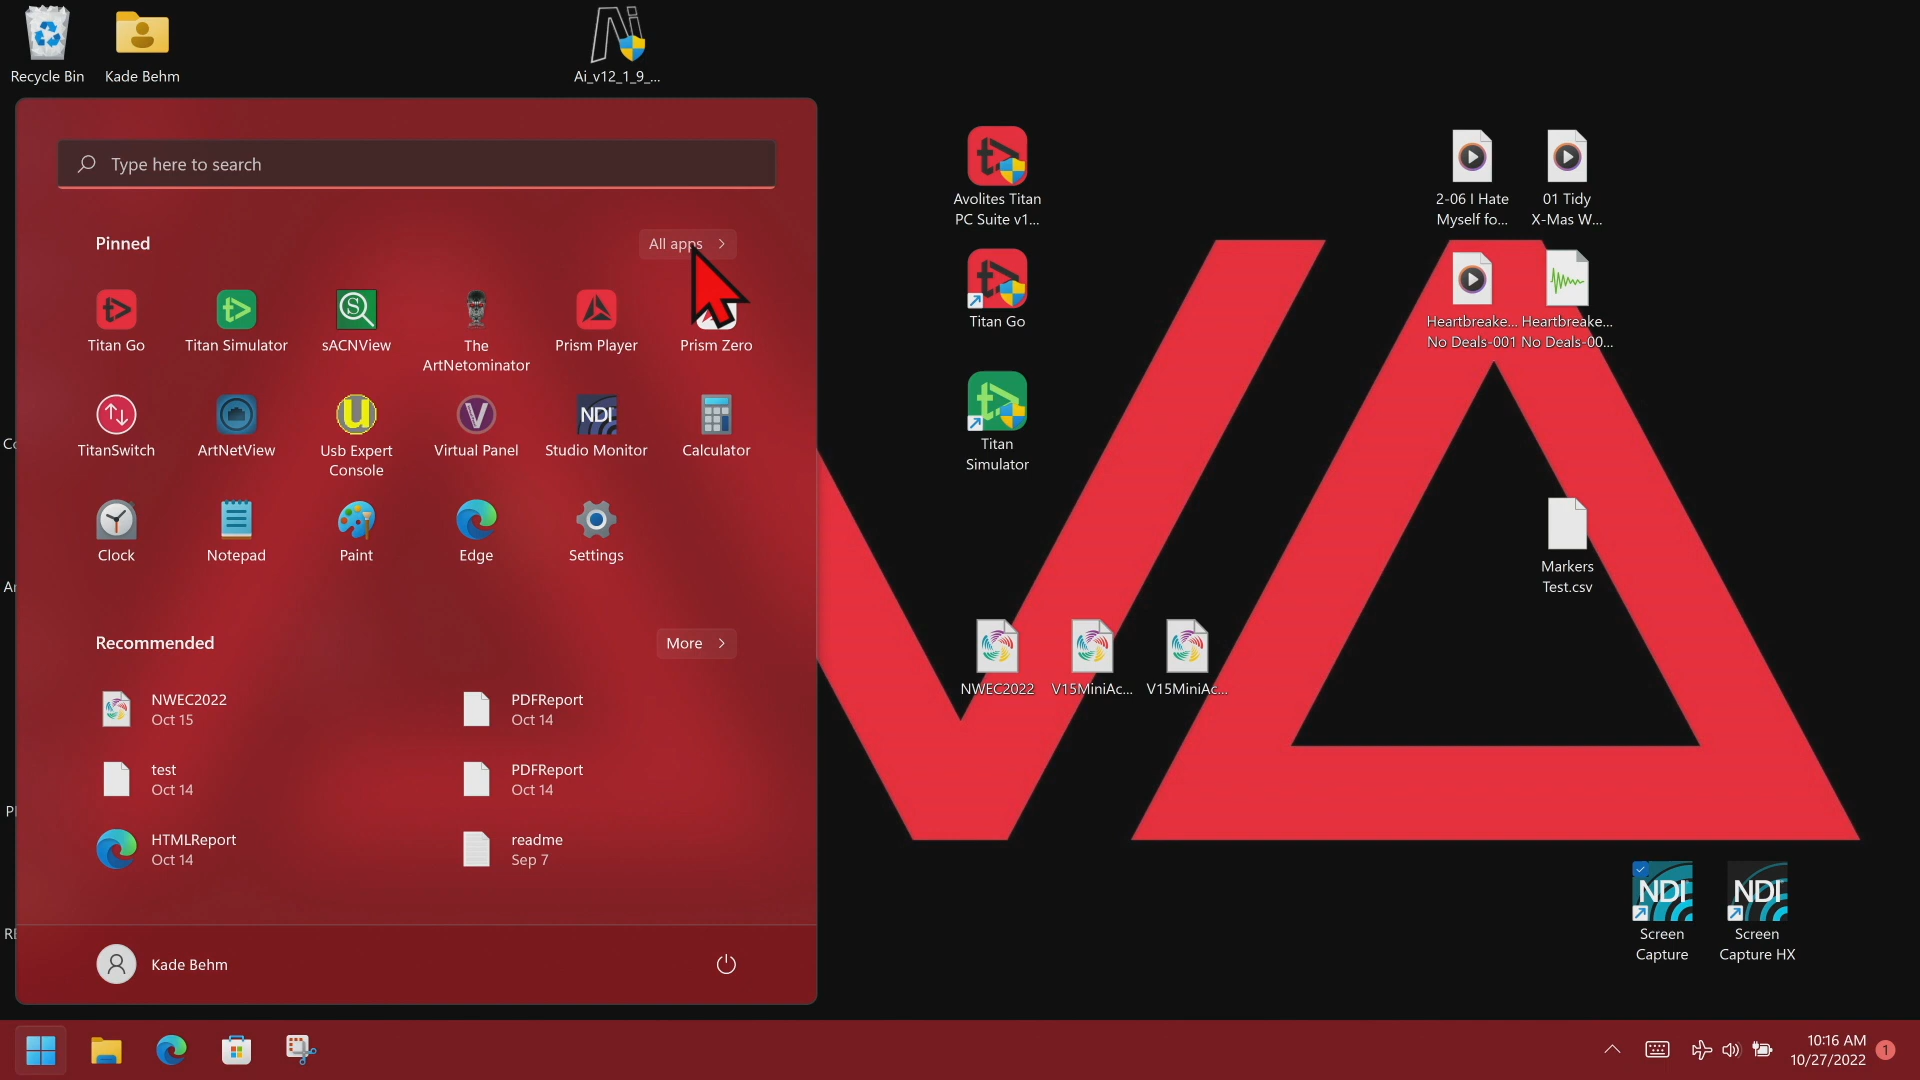 Recycle Bin
Kade Behm
Ai_v12_1_9_...
Type here to search
Pinned
All apps
Titan Go
Titan Simulator
sACNView
The
ArtNetominator
Prism Player
Prism Zero
TitanSwitch
ArtNetView
Usb Expert
Console
Virtual Panel
NDI
Studio Monitor
Calculator
Clock
Notepad
Paint
Edge
Settings
Recommended
More
NWEC2022
Oct 15
PDFReport
Oct 14
test
Oct 14
PDFReport
Oct 14
HTMLReport
Oct 14
readme
Sep 7
Kade Behm
Avolites Titan
PC Suite v1...
Titan Go
Titan
Simulator
NWEC2022
V15MiniAc...
V15MiniAc...
2-06 I Hate
Myself fo...
01 Tidy
X-Mas W...
Heartbreake...
No Deals-001
Heartbreake...
No Deals-00...
Markers
Test.csv
NDI
Screen
Capture
NDI
Screen
Capture HX
10:16 AM
10/27/2022
1